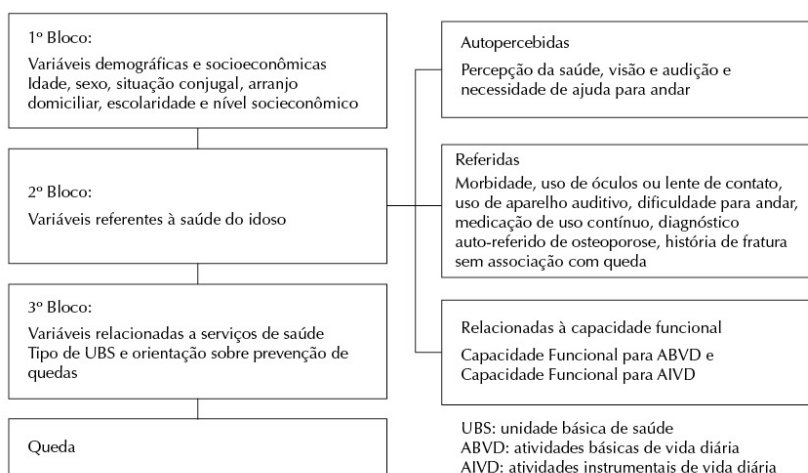 1º Bloco:
Variáveis demográficas e socioeconômicas
Idade, sexo, situação conjugal, arranjo
domiciliar, escolaridade e nível socioeconômico
2º Bloco:
Variáveis referentes à saúde do idoso
3º Bloco:
Variáveis relacionadas a serviços de saúde
Tipo de UBS e orientação sobre prevenção de
quedas
Queda
Autopercebidas
Percepção da saúde, visão e audição e
necessidade de ajuda para andar
Referidas
Morbidade, uso de óculos ou lente de contato,
uso de aparelho auditivo, dificuldade para andar,
medicação de uso contínuo, diagnóstico
auto-referido de osteoporose, história de fratura
sem associação com queda
Relacionadas à capacidade funcional
Capacidade Funcional para ABVD e
Capacidade Funcional para AIVD
UBS: unidade básica de saúde
ABVD: atividades básicas de vida diária
AIVD: atividades instrumentais de vida diária